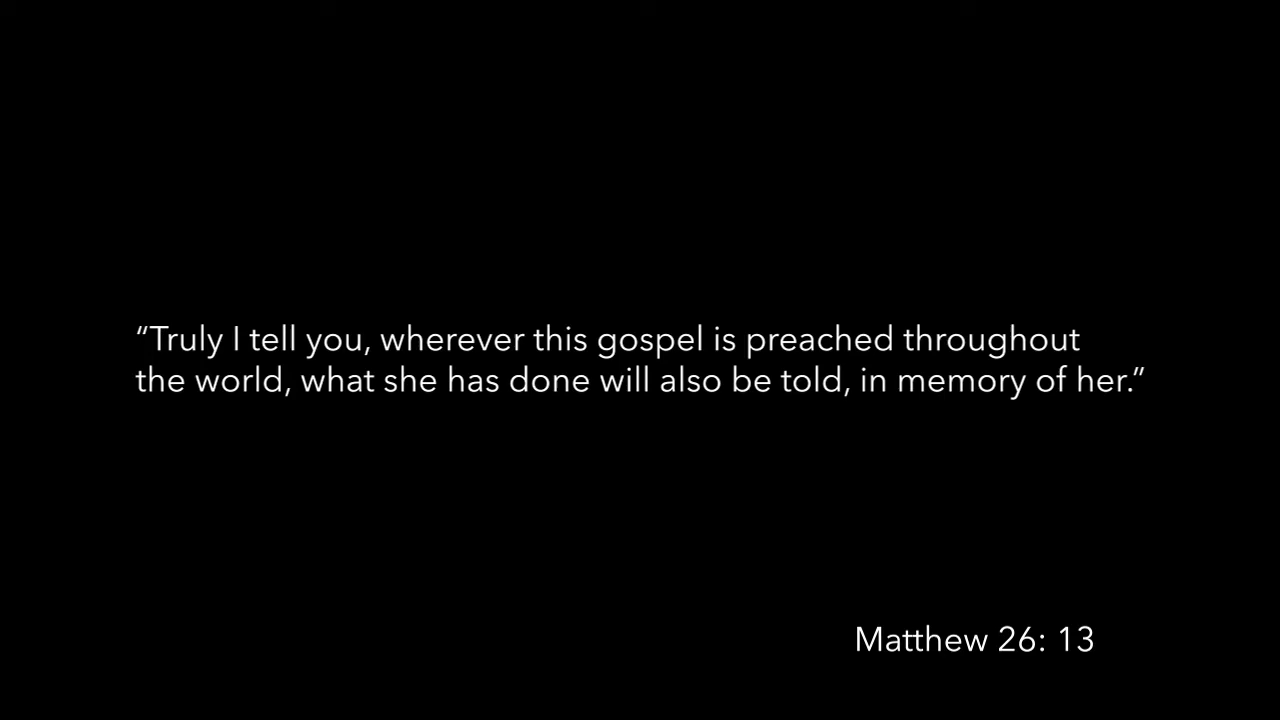 “Truly I tell you, wherever this gospel is preached throughout
the world, what she has done will also be told, in memory of her.”
Matthew 26: 13